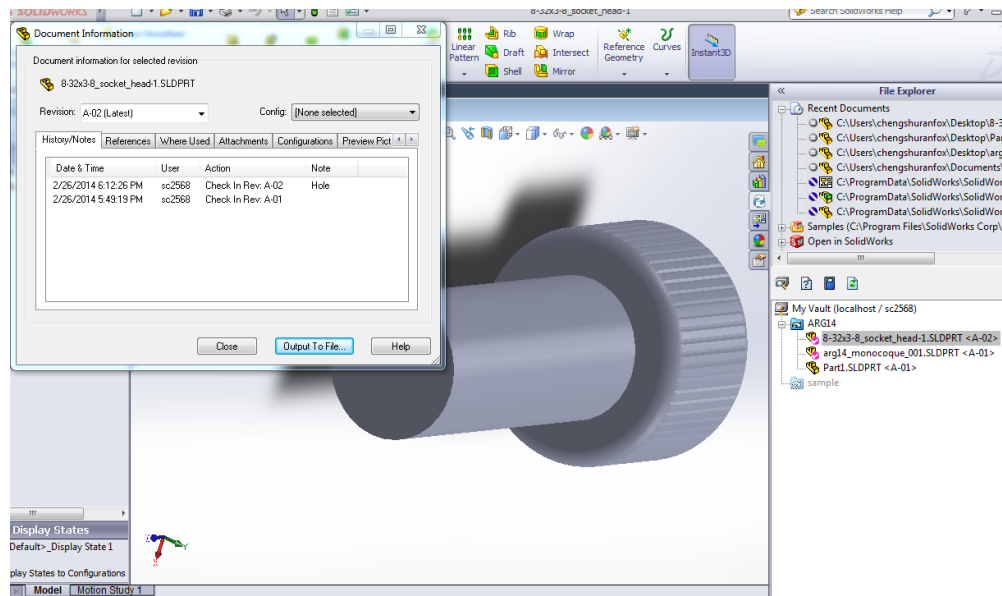 SOLIDWORKS
8-32x3-8_socket_head-1
Search SolidWorks Help
Document Information
Document information for selected revision
8-32x3-8_socket_head-1.SLDPRT
Revision: A-02 (Latest) Config: [None selected]
History/Notes References Where Used Attachments Configurations Preview Pict
Date & Time User Action Note
2/26/2014 6:12:26 PM sc2568 Check In Rev: A-02 Hole
2/26/2014 5:49:19 PM sc2568 Check In Rev: A-01
Close Output To File... Help
Linear Pattern
Rib
Draft
Shell
Wrap
Intersect
Mirror
Reference Geometry
Curves
Instant3D
File Explorer
Recent Documents
C:\Users\chengshuranfox\Desktop\8-3
C:\Users\chengshuranfox\Desktop\Par
C:\Users\chengshuranfox\Desktop\arg
C:\Users\chengshuranfox\Documents\
C:\ProgramData\SolidWorks\SolidWor
C:\ProgramData\SolidWorks\SolidWor
C:\ProgramData\SolidWorks\SolidWor
Samples (C:\Program Files\SolidWorks Corp\
Open in SolidWorks
My Vault (localhost / sc2568)
ARG14
8-32x3-8_socket_head-1.SLDPRT <A-02>
arg14_monocoque_001.SLDPRT <A-01>
Part1.SLDPRT <A-01>
sample
Display States
Default>_Display State 1
play States to Configurations
Model Motion Study 1